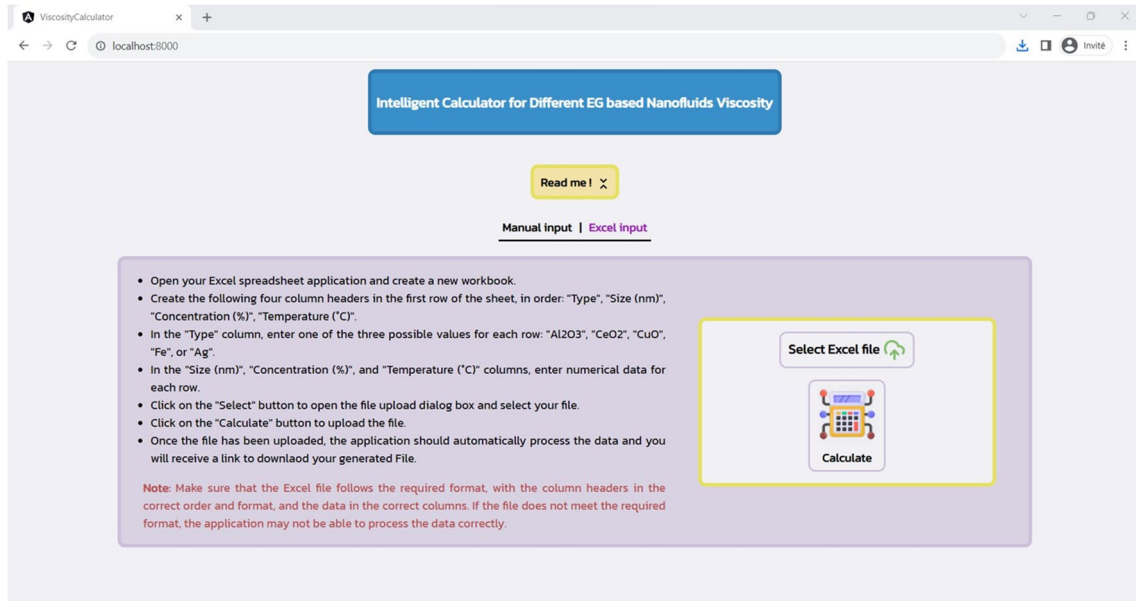 ViscosityCalculator
localhost:8000
Invité
Intelligent Calculator for Different EG based Nanofluids Viscosity
Read me !
Manual input | Excel input
• Open your Excel spreadsheet application and create a new workbook.
• Create the following four column headers in the first row of the sheet, in order: "Type", "Size (nm)",
"Concentration (%)", "Temperature (°C)".
• In the "Type" column, enter one of the three possible values for each row: "Al2O3", "CeO2", "CuO",
"Fe", or "Ag".
• In the "Size (nm)", "Concentration (%)", and "Temperature (°C)" columns, enter numerical data for
each row.
• Click on the "Select" button to open the file upload dialog box and select your file.
• Click on the "Calculate" button to upload the file.
• Once the file has been uploaded, the application should automatically process the data and you
will receive a link to downlaod your generated File.
Note: Make sure that the Excel file follows the required format, with the column headers in the
correct order and format, and the data in the correct columns. If the file does not meet the required
format, the application may not be able to process the data correctly.
Select Excel file
Calculate